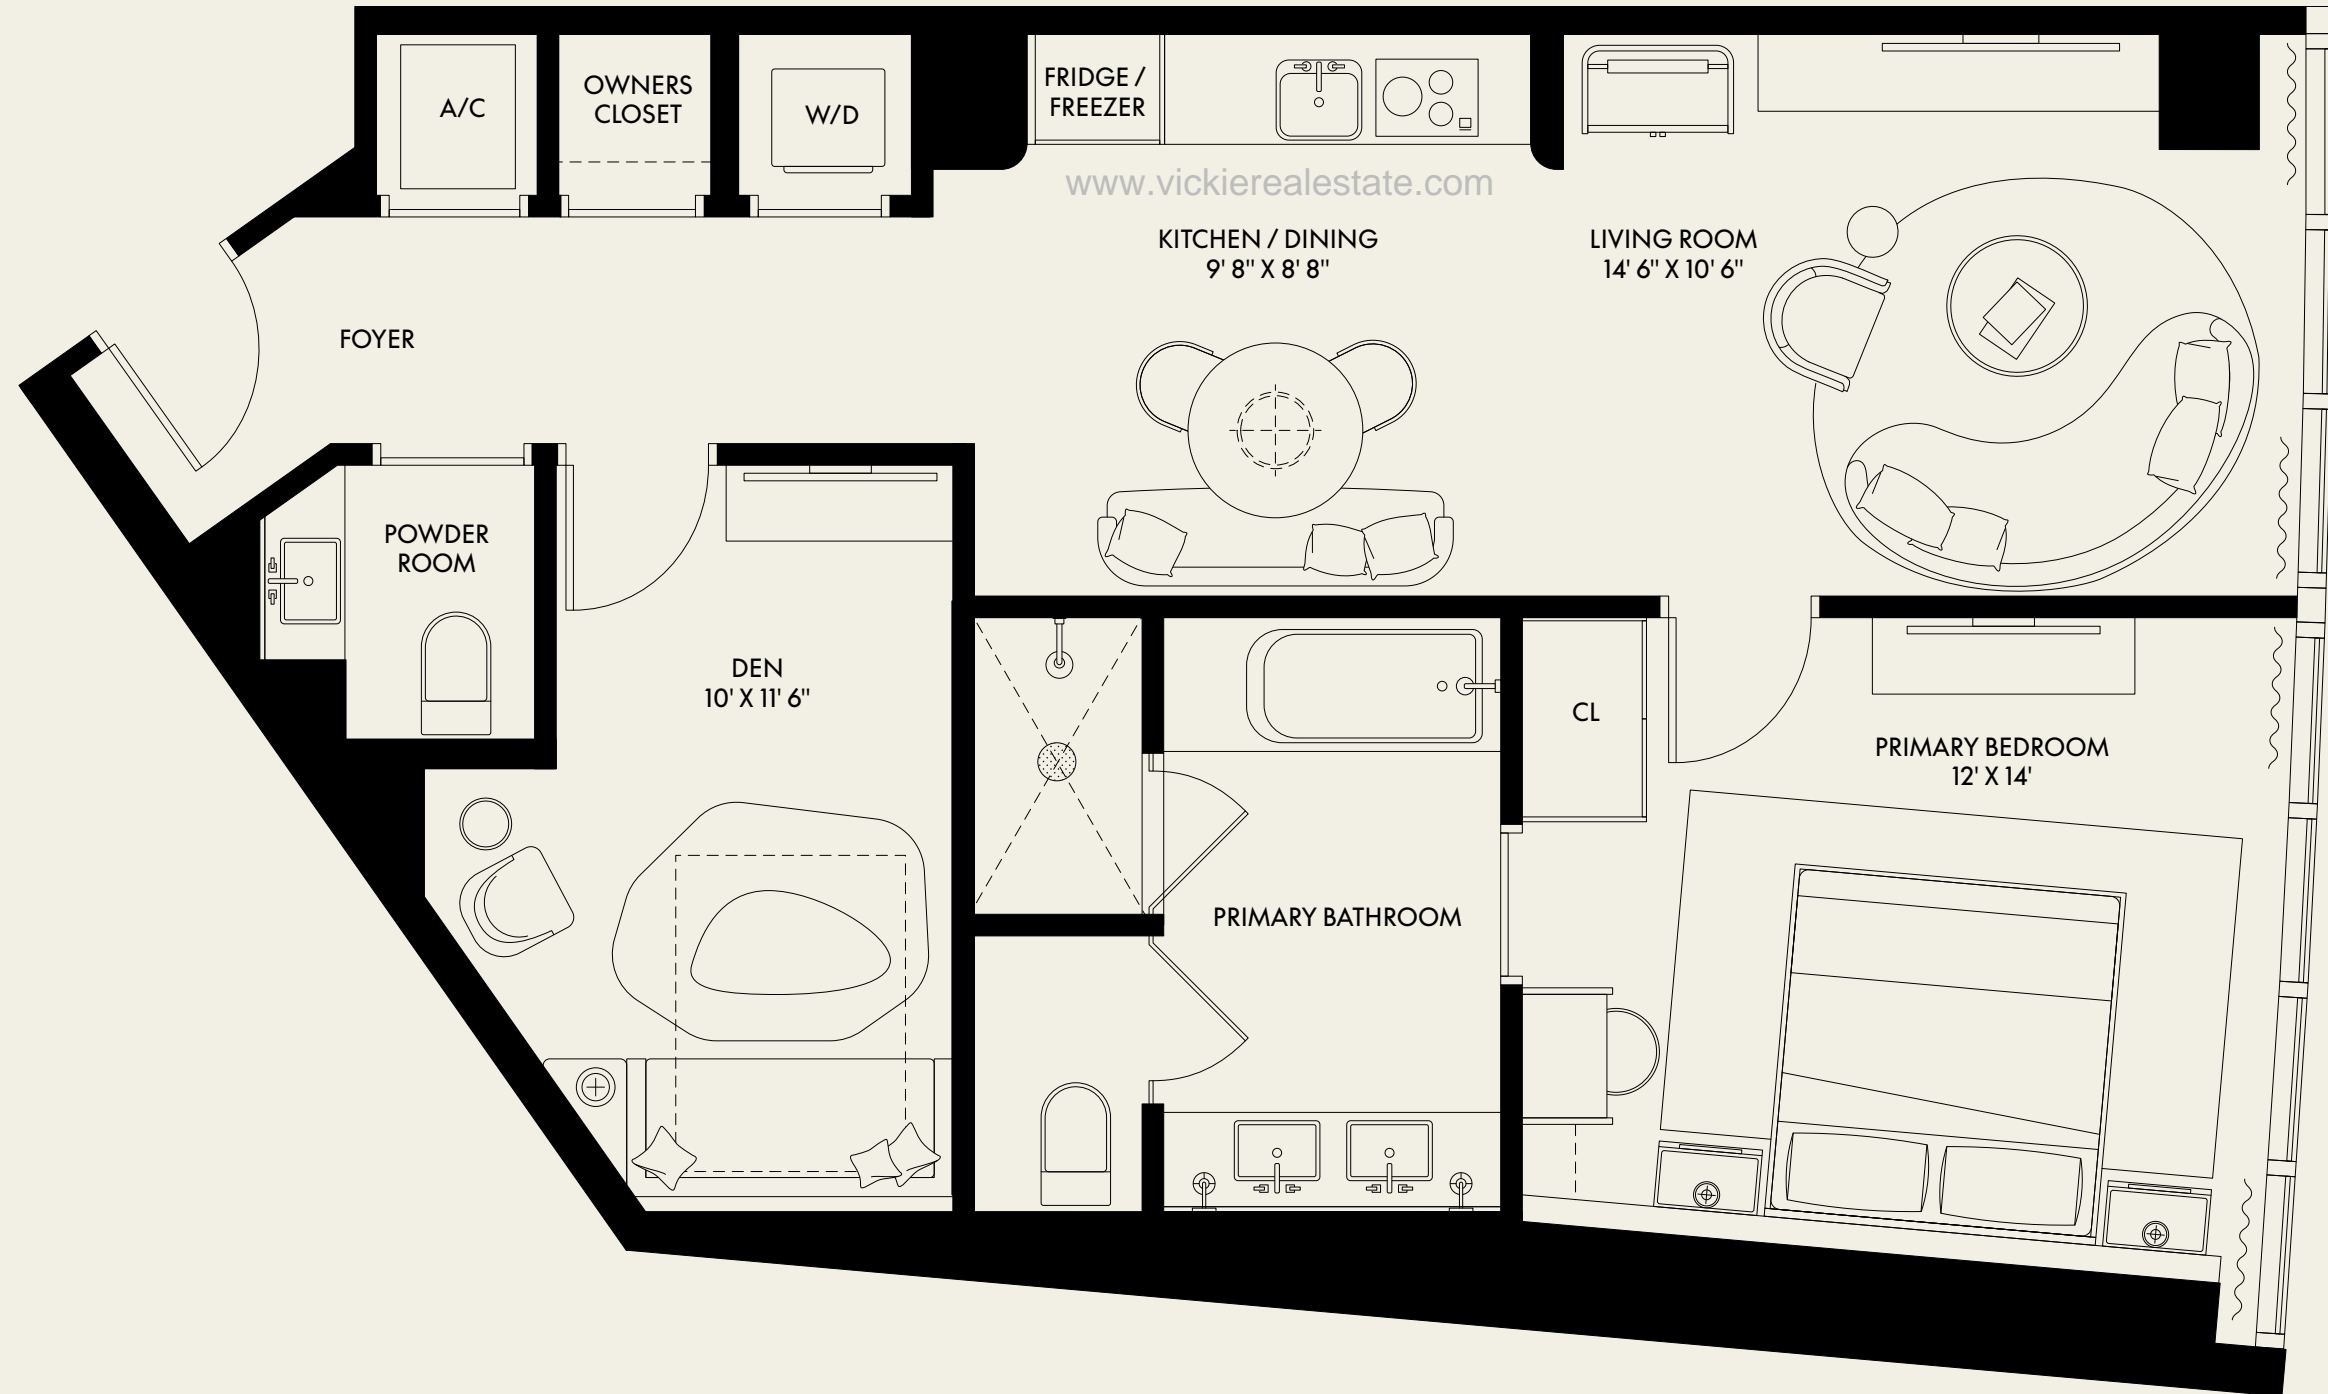 A/C
OWNERS
CLOSET
W/D
FRIDGE /
FREEZER
www.vickierealestate.com
KITCHEN / DINING
9' 8" X 8' 8"
LIVING ROOM
14' 6" X 10' 6"
FOYER
POWDER
ROOM
DEN
10' X 11' 6"
CL
PRIMARY BEDROOM
12' X 14'
PRIMARY BATHROOM